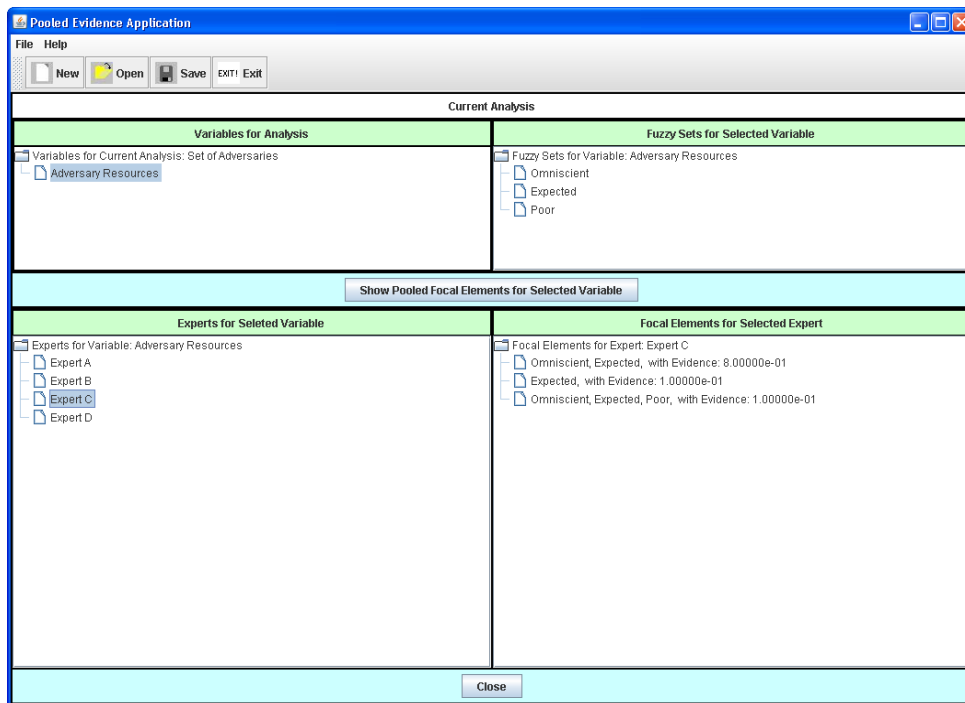 Pooled Evidence Application
File Help
New Open Save EXIT! Exit
Current Analysis
Variables for Analysis
Variables for Current Analysis: Set of Adversaries
Adversary Resources
Fuzzy Sets for Selected Variable
Fuzzy Sets for Variable: Adversary Resources
Omniscient
Expected
Poor
Show Pooled Focal Elements for Selected Variable
Experts for Seleted Variable
Experts for Variable: Adversary Resources
Expert A
Expert B
Expert C
Expert D
Focal Elements for Selected Expert
Focal Elements for Expert: Expert C
Omniscient, Expected,  with Evidence: 8.00000e-01
Expected,  with Evidence: 1.00000e-01
Omniscient, Expected, Poor,  with Evidence: 1.00000e-01
Close